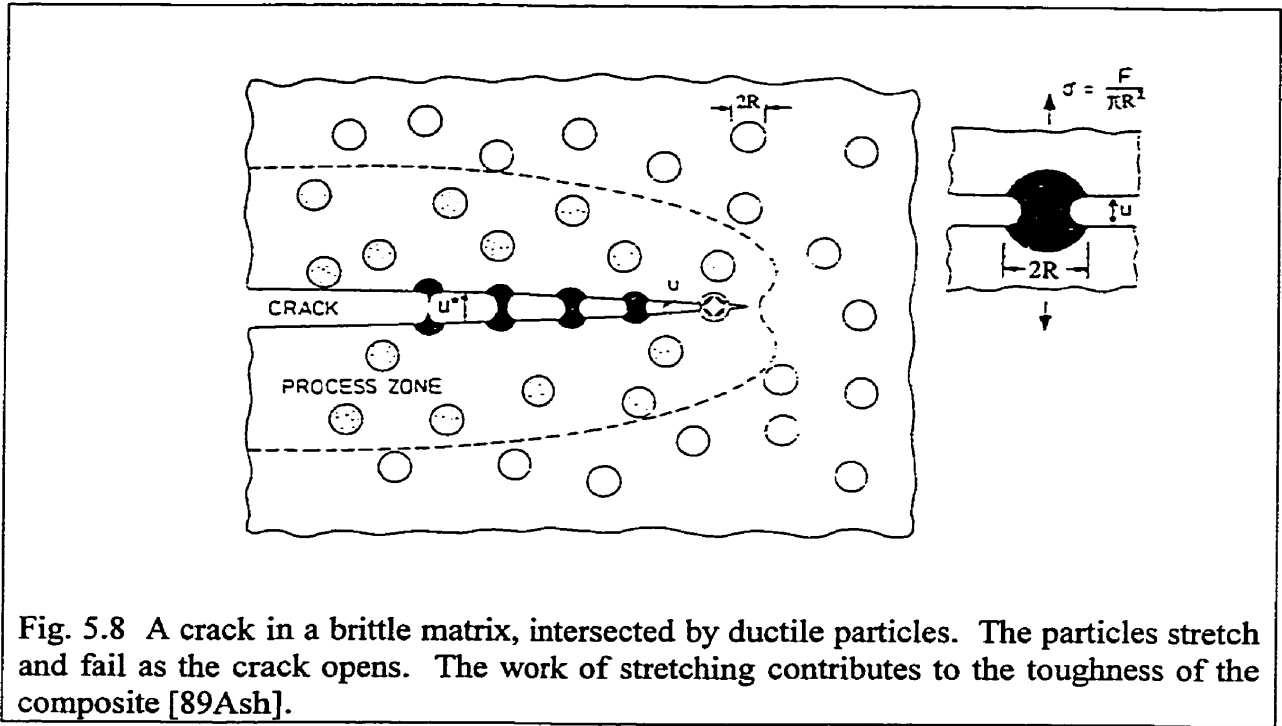 2R
σ = F
πR²
u
2R
u
CRACK
u*
PROCESS ZONE
Fig. 5.8 A crack in a brittle matrix, intersected by ductile particles. The particles stretch
and fail as the crack opens. The work of stretching contributes to the toughness of the
composite [89Ash].